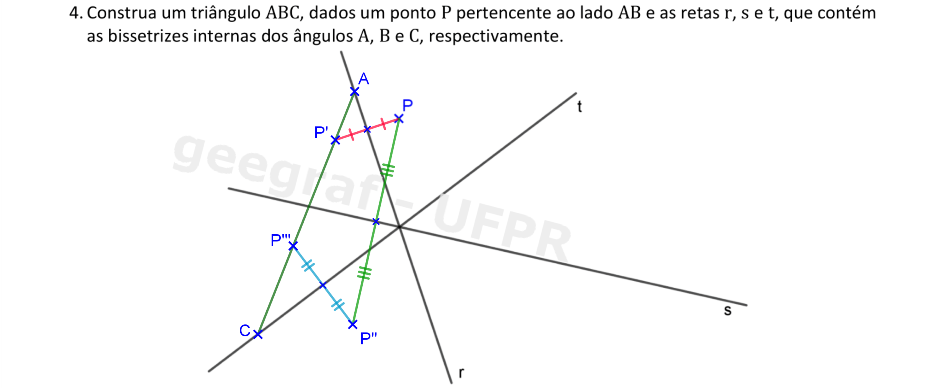 4. Construa um triângulo ABC, dados um ponto P pertencente ao lado AB e as retas r, s e t, que contém
as bissetrizes internas dos ângulos A, B e C, respectivamente.
A
P
t
P'
geegraf - UFPR
P'''
s
C
P''
r